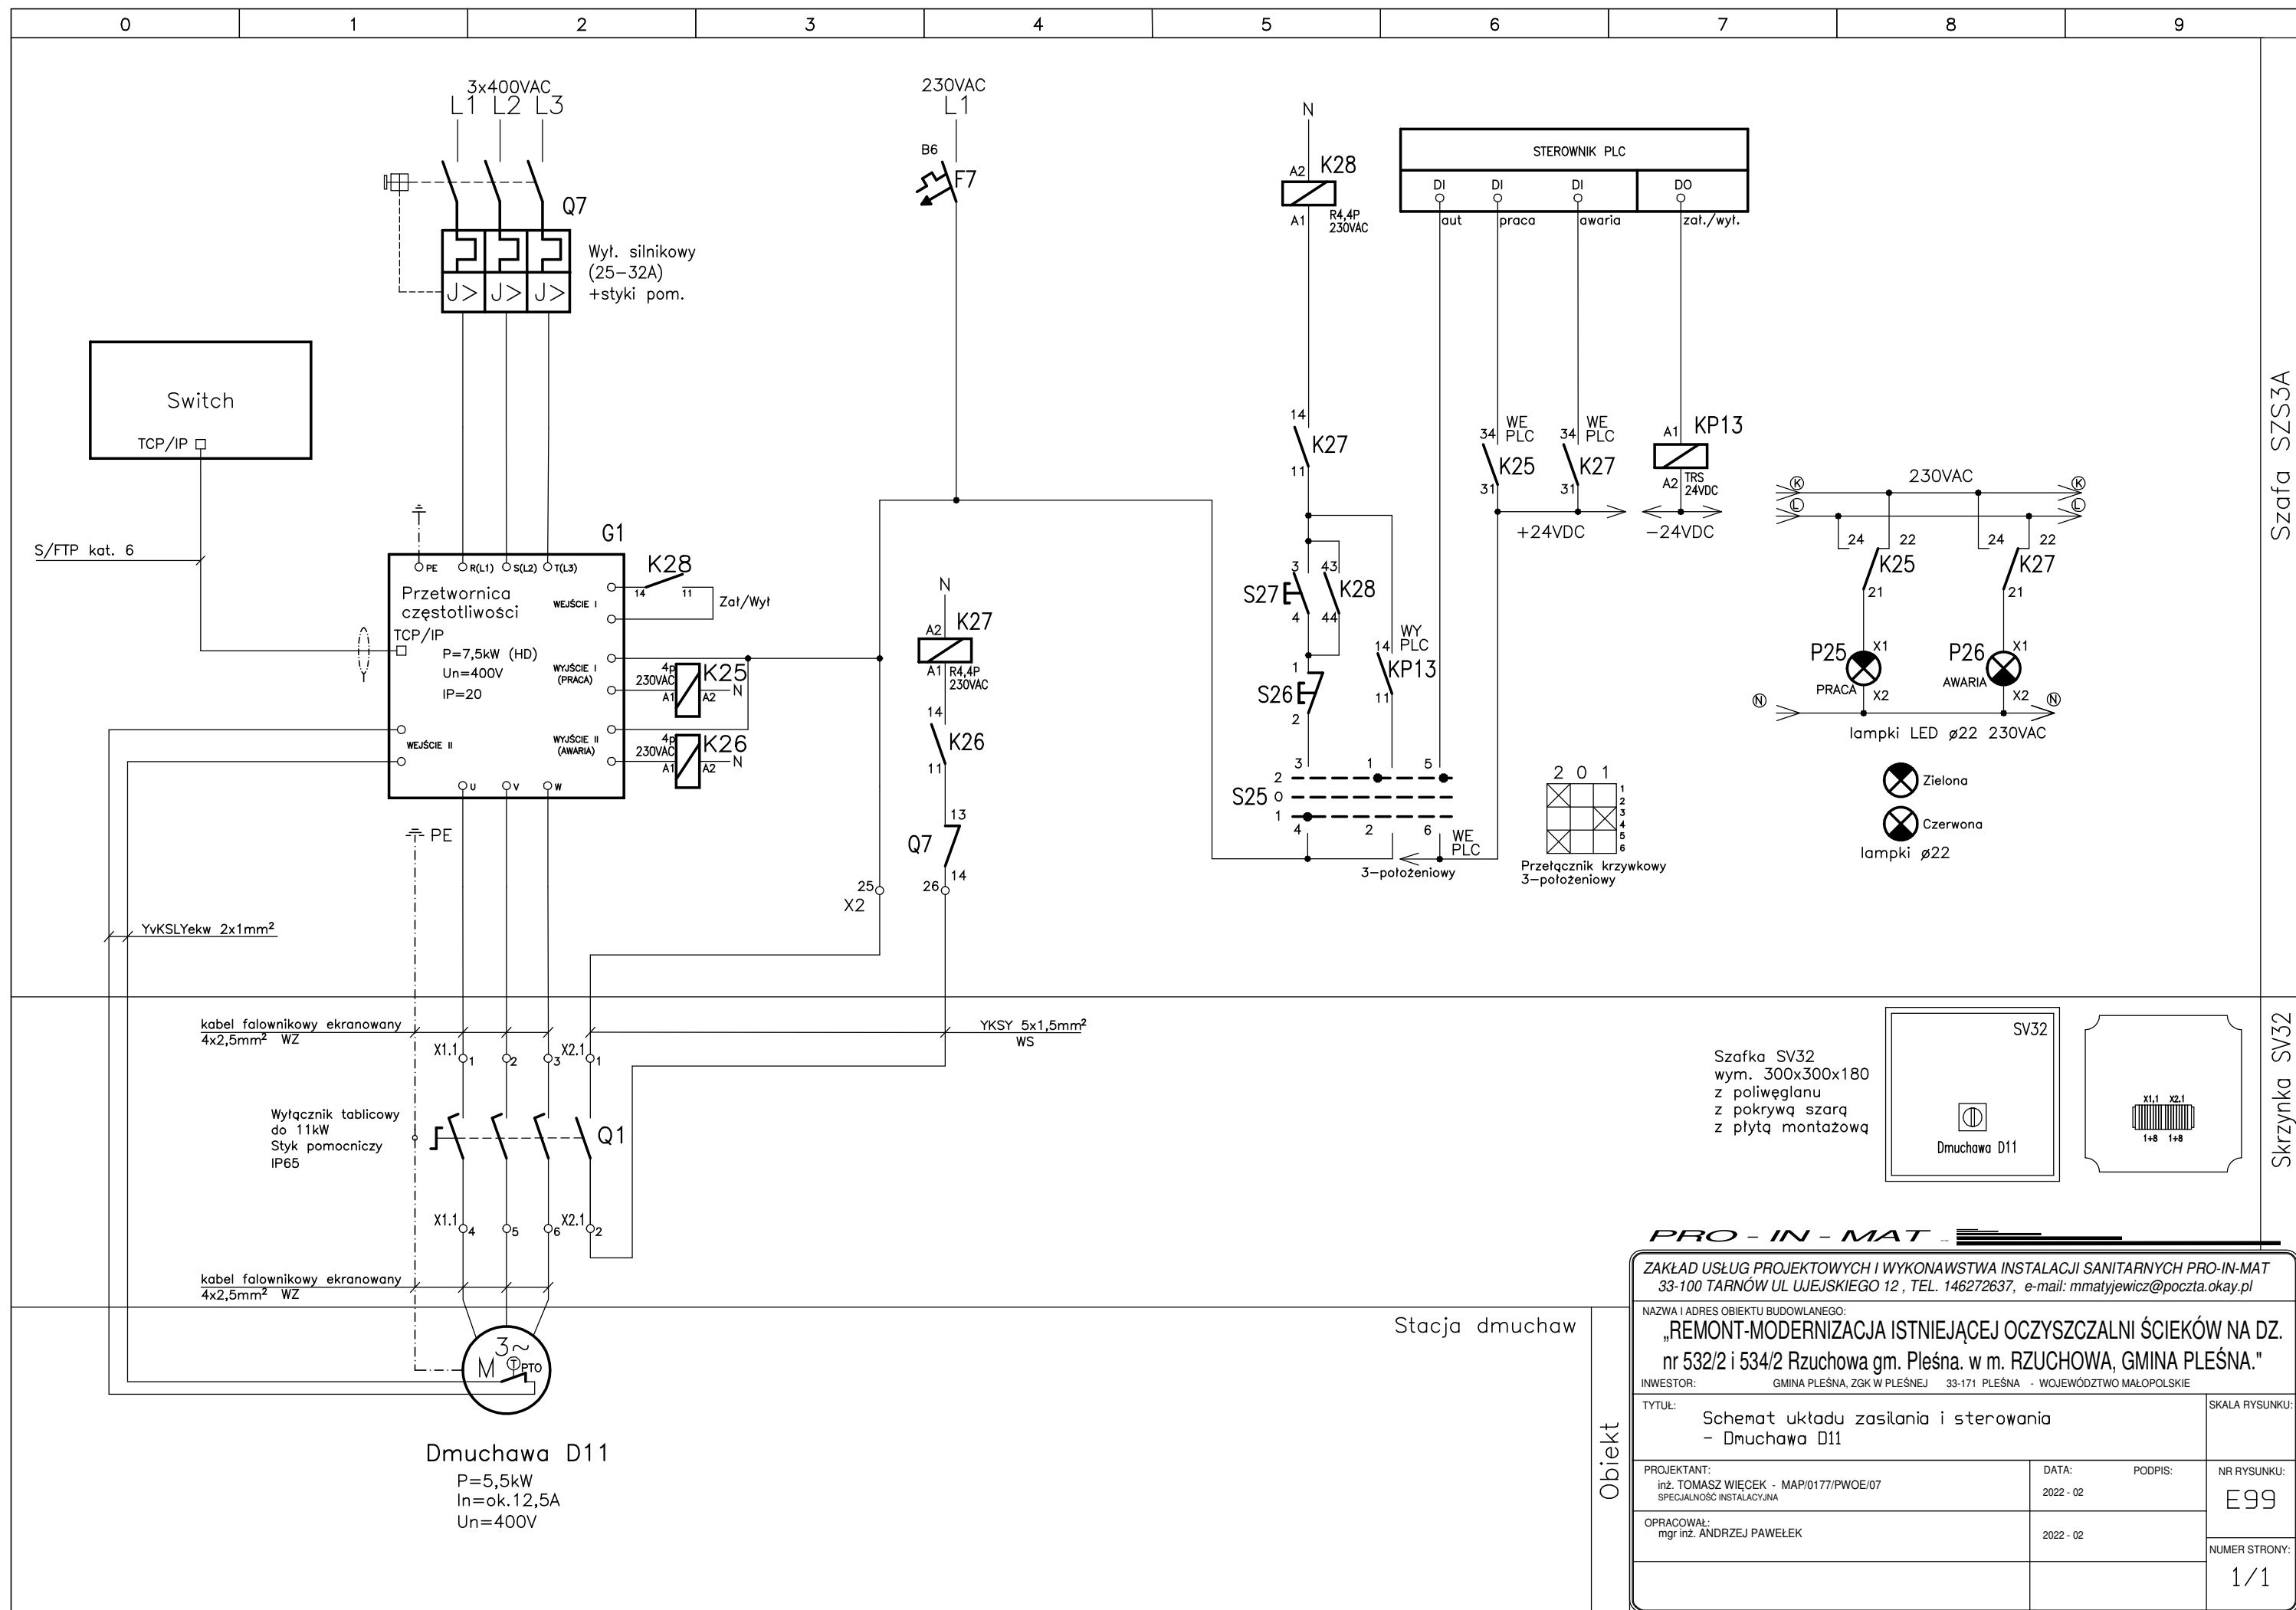 0 1 2 3 4 5 6 7 8 9
3x400VAC
L1 L2 L3
Q7
Wył. silnikowy
(25-32A)
+styki pom.
J> J> J>
230VAC
L1
B6
F7
N
A2 K28
A1 R4,4P
230VAC
STEROWNIK PLC
DI DI DI DO
aut praca awaria zał./wył.
Switch
TCP/IP
S/FTP kat. 6
14
K27
11
34 WE
PLC
K25
31
34 WE
PLC
K27
31
A1 KP13
A2 TRS
24VDC
+24VDC
-24VDC
230VAC
K K
L L
24 22
K25
21
24 22
K27
21
P25 X1
PRACA X2
P26 X1
AWARIA X2
N N
lampki LED ø22 230VAC
Zielona
Czerwona
lampki ø22
G1
PE R(L1) S(L2) T(L3)
Przetwornica
częstotliwości
TCP/IP
P=7,5kW (HD)
Un=400V
IP=20
WEJŚCIE I
K28
14 11
Zał/Wył
WYJŚCIE I
(PRACA)
4p
230VAC
K25
A1 A2 N
WYJŚCIE II
(AWARIA)
4p
230VAC
K26
A1 A2 N
WEJŚCIE II
U V W
PE
N
A2 K27
A1 R4,4P
230VAC
14
K26
11
13
Q7
14
25
X2
26
3 43
S27 K28
4 44
1
S26
2
WY
14 PLC
KP13
11
3 1 5
2
S25 0
1
4 2 6
WE
PLC
3-położeniowy
2 0 1
1
2
3
4
5
6
Przełącznik krzywkowy
3-położeniowy
YvKSLYekw 2x1mm²
kabel falownikowy ekranowany
4x2,5mm² WZ
YKSY 5x1,5mm²
WS
X1.1 1 2 3 X2.1 1
Wyłącznik tablicowy
do 11kW
Styk pomocniczy
IP65
Q1
X1.1 4 5 6 X2.1 2
kabel falownikowy ekranowany
4x2,5mm² WZ
3~
M T PTO
Dmuchawa D11
P=5,5kW
In=ok.12,5A
Un=400V
Szafa SZS3A
Skrzynka SV32
Szafka SV32
wym. 300x300x180
z poliwęglanu
z pokrywą szarą
z płytą montażową
SV32
Dmuchawa D11
X1,1 X2.1
1÷8 1÷8
Stacja dmuchaw
Obiekt
PRO - IN - MAT
ZAKŁAD USŁUG PROJEKTOWYCH I WYKONAWSTWA INSTALACJI SANITARNYCH PRO-IN-MAT
33-100 TARNÓW UL UJEJSKIEGO 12 , TEL. 146272637, e-mail: mmatyjewicz@poczta.okay.pl
NAZWA I ADRES OBIEKTU BUDOWLANEGO:
„REMONT-MODERNIZACJA ISTNIEJĄCEJ OCZYSZCZALNI ŚCIEKÓW NA DZ.
nr 532/2 i 534/2 Rzuchowa gm. Pleśna. w m. RZUCHOWA, GMINA PLEŚNA."
INWESTOR: GMINA PLEŚNA, ZGK W PLEŚNEJ 33-171 PLEŚNA - WOJEWÓDZTWO MAŁOPOLSKIE
TYTUŁ:
Schemat układu zasilania i sterowania
- Dmuchawa D11
SKALA RYSUNKU:
PROJEKTANT:
inż. TOMASZ WIĘCEK - MAP/0177/PWOE/07
SPECJALNOŚĆ INSTALACYJNA
DATA: PODPIS:
2022 - 02
NR RYSUNKU:
E99
OPRACOWAŁ:
mgr inż. ANDRZEJ PAWEŁEK
2022 - 02
NUMER STRONY:
1/1